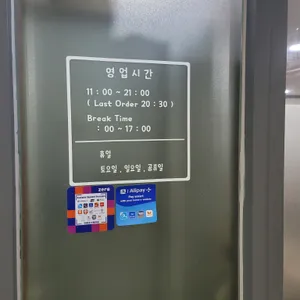 영업시간
11 : 00 ~ 21 : 00
( Last Order 20 : 30 )
Break Time
: 00 ~ 17 : 00
휴일
토요일, 일요일, 공휴일
zero
Alipay+